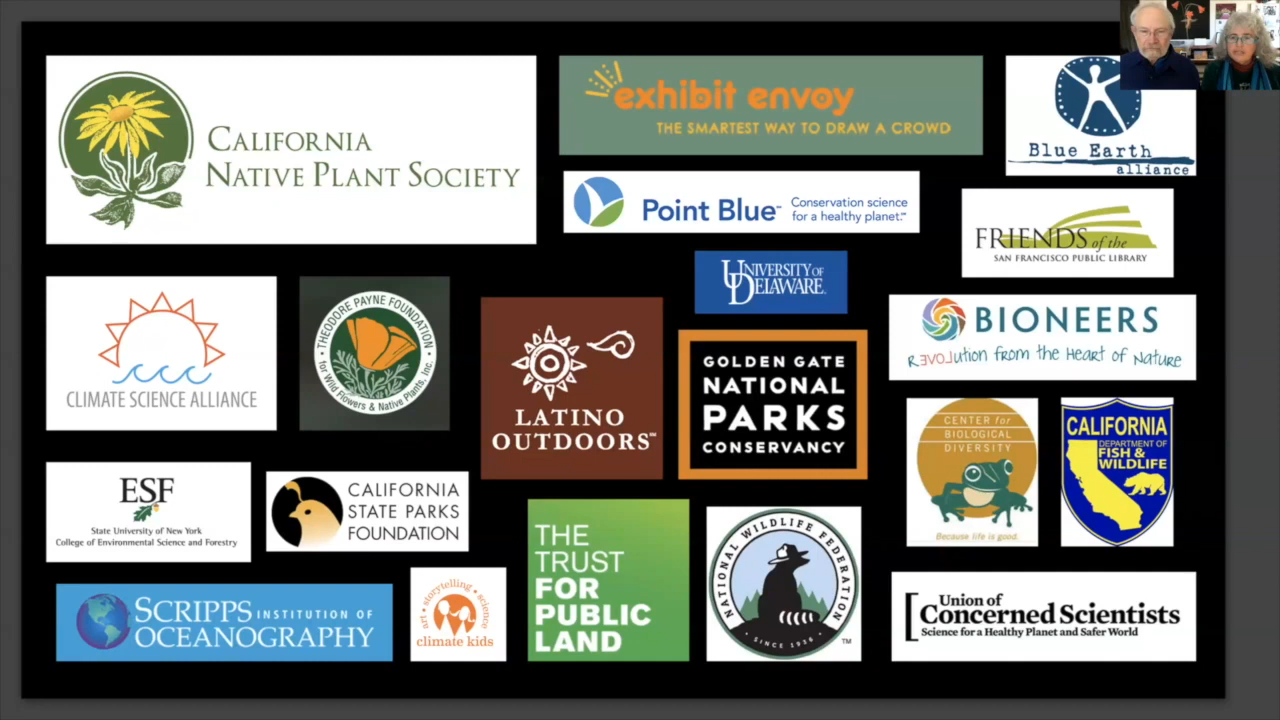 CALIFORNIA
NATIVE PLANT SOCIETY
exhibit envoy
THE SMARTEST WAY TO DRAW A CROWD
Blue Earth
alliance
Point Blue™ Conservation science
for a healthy planet.℠
FRIENDS of the
SAN FRANCISCO PUBLIC LIBRARY
UNIVERSITY OF
DELAWARE
BIONEERS
REVOLution from the Heart of Nature
CLIMATE SCIENCE ALLIANCE
THEODORE PAYNE FOUNDATION
for Wild Flowers & Native Plants, Inc.
LATINO
OUTDOORS™
GOLDEN GATE
NATIONAL
PARKS
CONSERVANCY
CENTER for
BIOLOGICAL
DIVERSITY
Because life is good.
CALIFORNIA
DEPARTMENT OF
FISH &
WILDLIFE
ESF
State University of New York
College of Environmental Science and Forestry
CALIFORNIA
STATE PARKS
FOUNDATION
SCRIPPS INSTITUTION OF
OCEANOGRAPHY
art • storytelling • science
climate kids
THE
TRUST
FOR
PUBLIC
LAND
NATIONAL WILDLIFE FEDERATION
• SINCE 1936 •
™
Union of
Concerned Scientists
Science for a Healthy Planet and Safer World